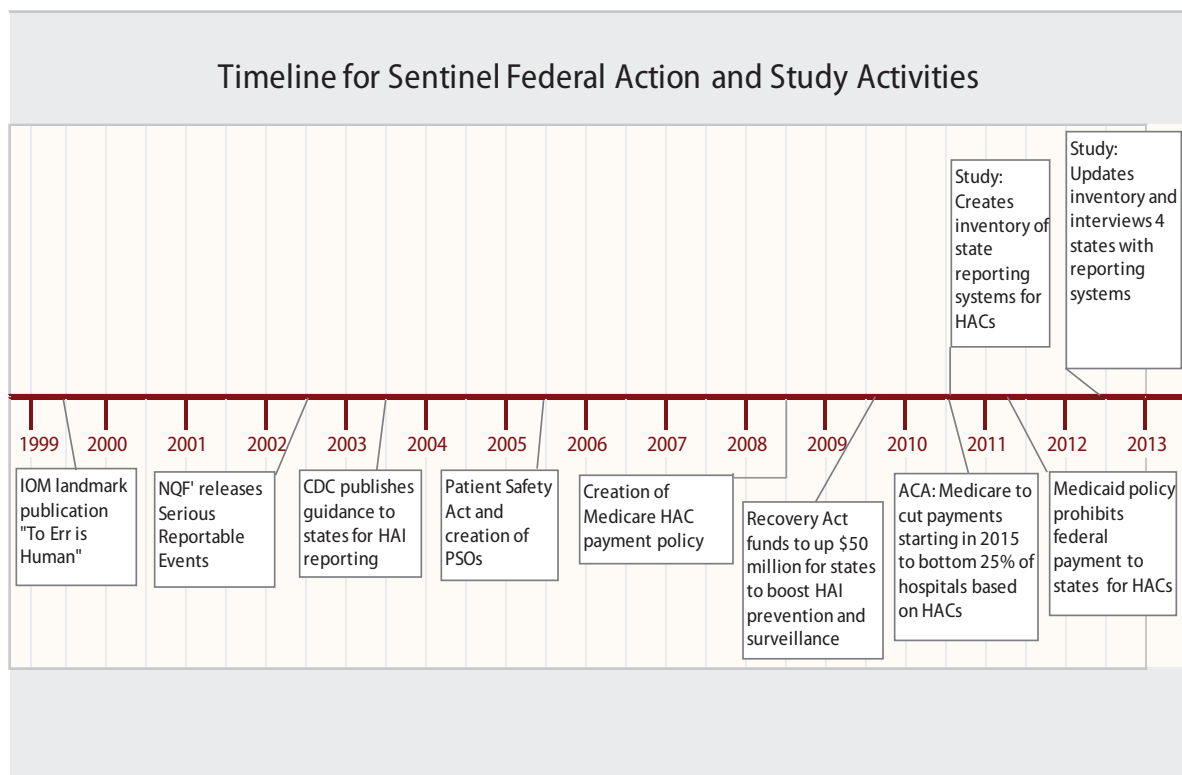 Timeline for Sentinel Federal Action and Study Activities
Study:
Creates
inventory of
state
reporting
systems for
HACs
Study:
Updates
inventory and
interviews 4
states with
reporting
systems
1999 2000 2001 2002 2003 2004 2005 2006 2007 2008 2009 2010 2011 2012 2013
IOM landmark
publication
"To Err is
Human"
NQF' releases
Serious
Reportable
Events
CDC publishes
guidance to
states for HAI
reporting
Patient Safety
Act and
creation of
PSOs
Creation of
Medicare HAC
payment policy
Recovery Act
funds to up $50
million for states
to boost HAI
prevention and
surveillance
ACA: Medicare to
cut payments
starting in 2015
to bottom 25% of
hospitals based
on HACs
Medicaid policy
prohibits
federal
payment to
states for HACs